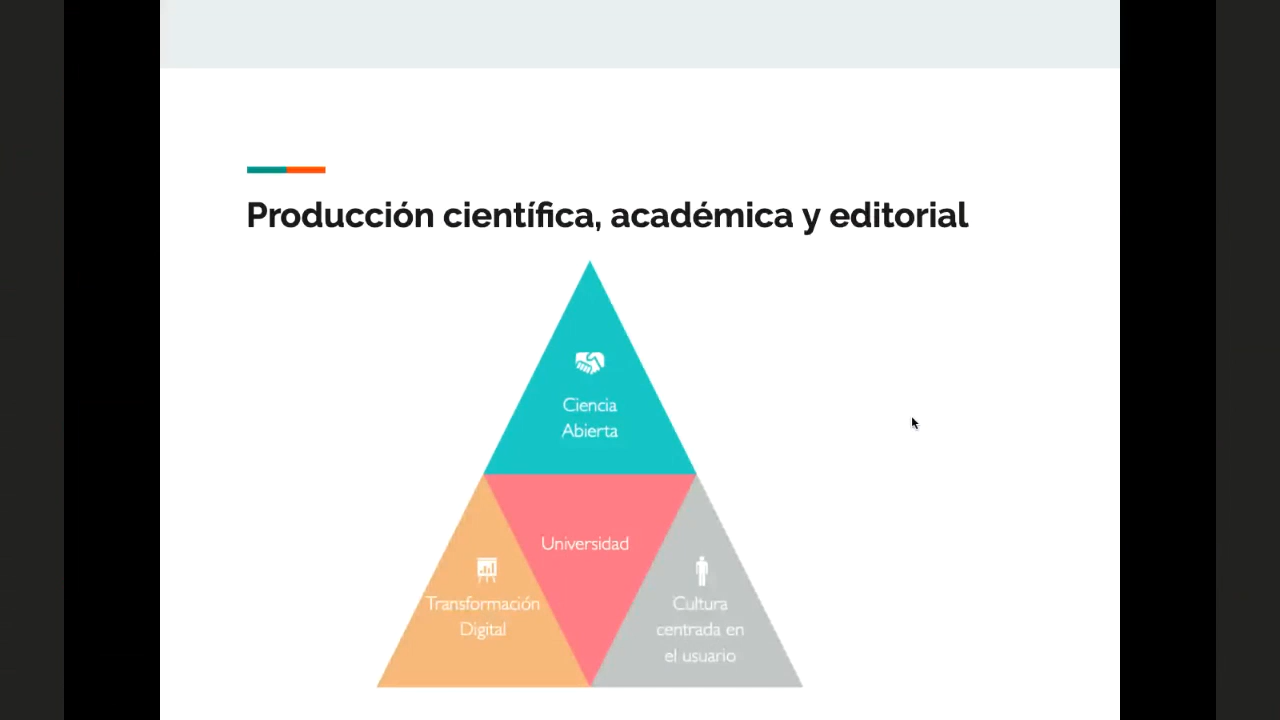 Producción científica, académica y editorial
Ciencia
Abierta
Universidad
Transformación
Digital
Cultura
centrada en
el usuario